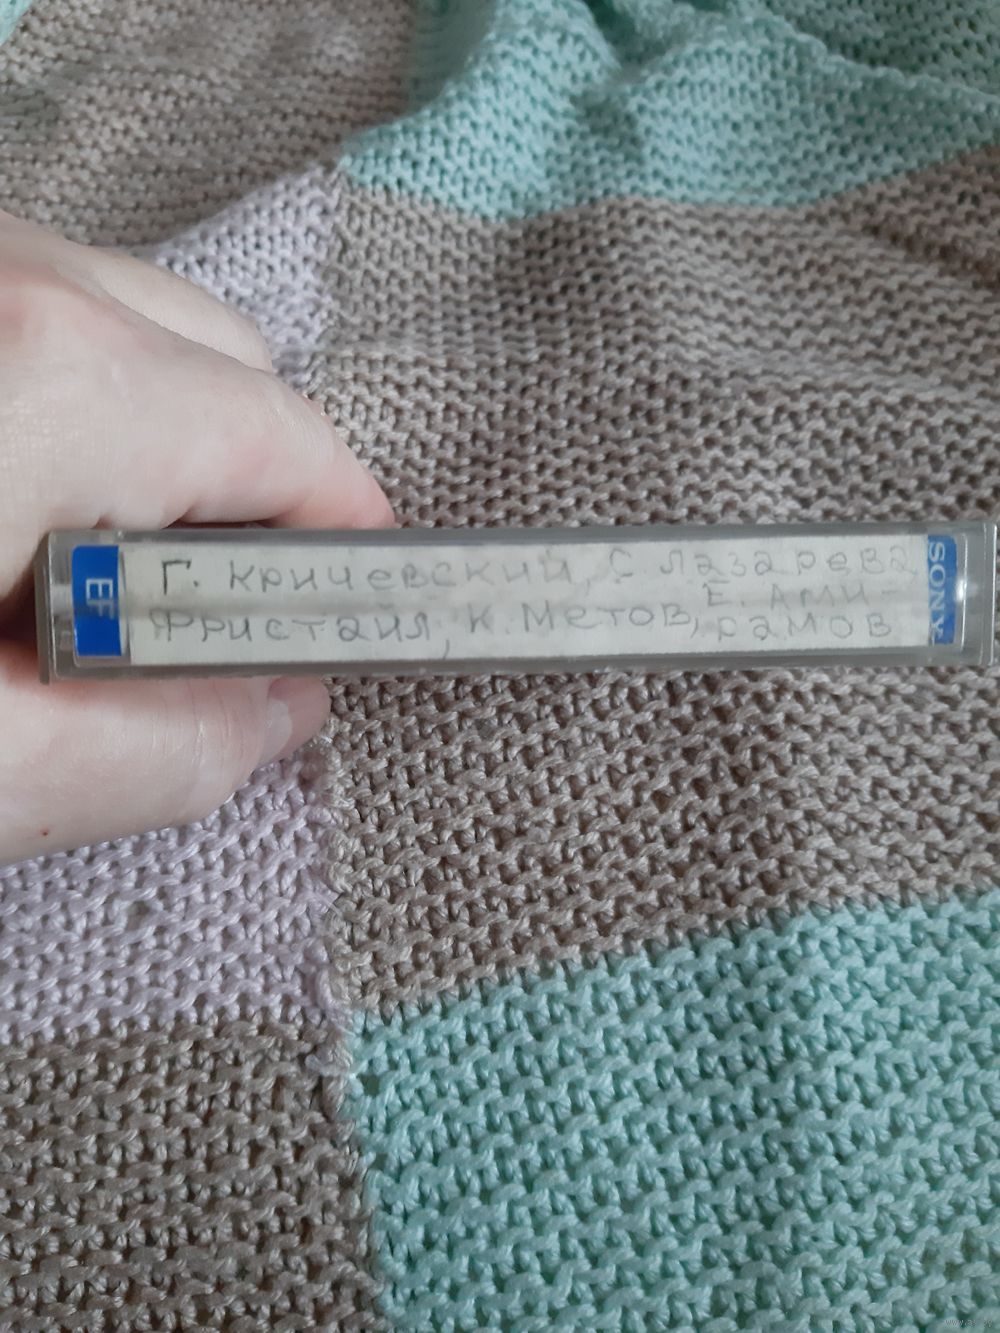 EF
Г. Кричевский, С Лазарева,
Фристайл, К. Метов, Е. Ами-
рамов
SONY